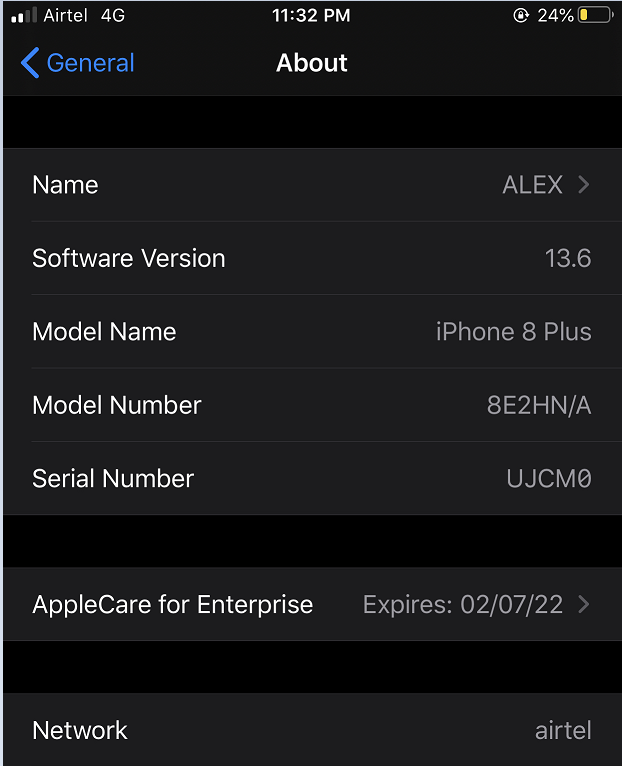 Airtel 4G 11:32 PM 24%
General About
Name ALEX
Software Version 13.6
Model Name iPhone 8 Plus
Model Number 8E2HN/A
Serial Number UJCM0
AppleCare for Enterprise Expires: 02/07/22
Network airtel